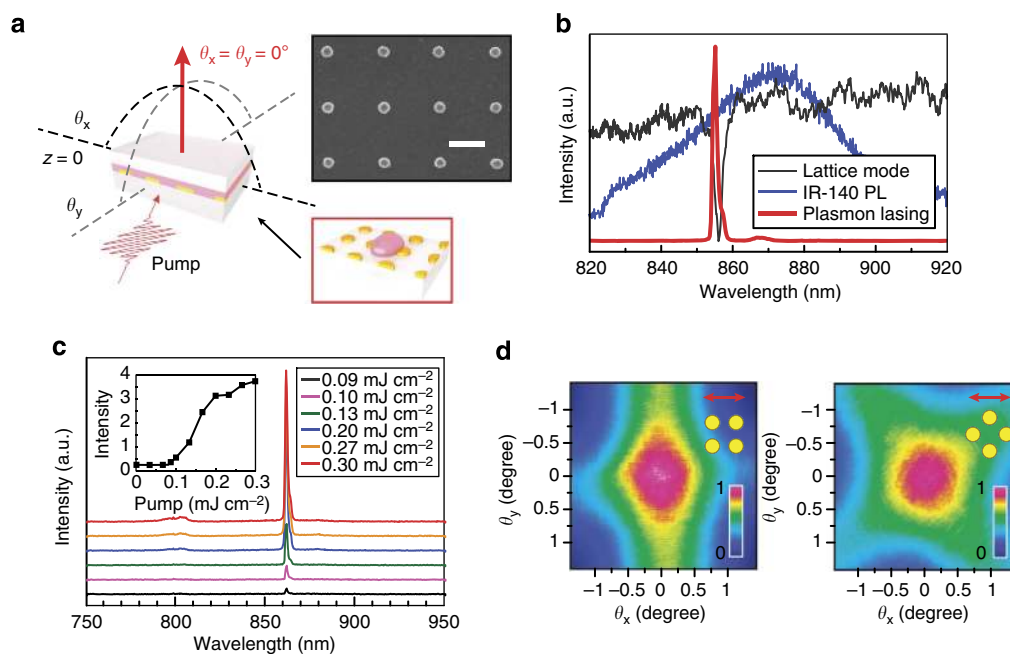 a
θx = θy = 0°
θx
z = 0
θy
Pump
b
Intensity (a.u.)
Lattice mode
IR-140 PL
Plasmon lasing
820 840 860 880 900 920
Wavelength (nm)
c
Intensity (a.u.)
Intensity
4
3
2
1
0
0 0.1 0.2 0.3
Pump (mJ cm⁻²)
0.09 mJ cm⁻²
0.10 mJ cm⁻²
0.13 mJ cm⁻²
0.20 mJ cm⁻²
0.27 mJ cm⁻²
0.30 mJ cm⁻²
750 800 850 900 950
Wavelength (nm)
d
θy (degree)
−1
−0.5
0
0.5
1
1
0
−1 −0.5 0 0.5 1
θx (degree)
θy (degree)
−1
−0.5
0
0.5
1
1
0
−1 −0.5 0 0.5 1
θx (degree)